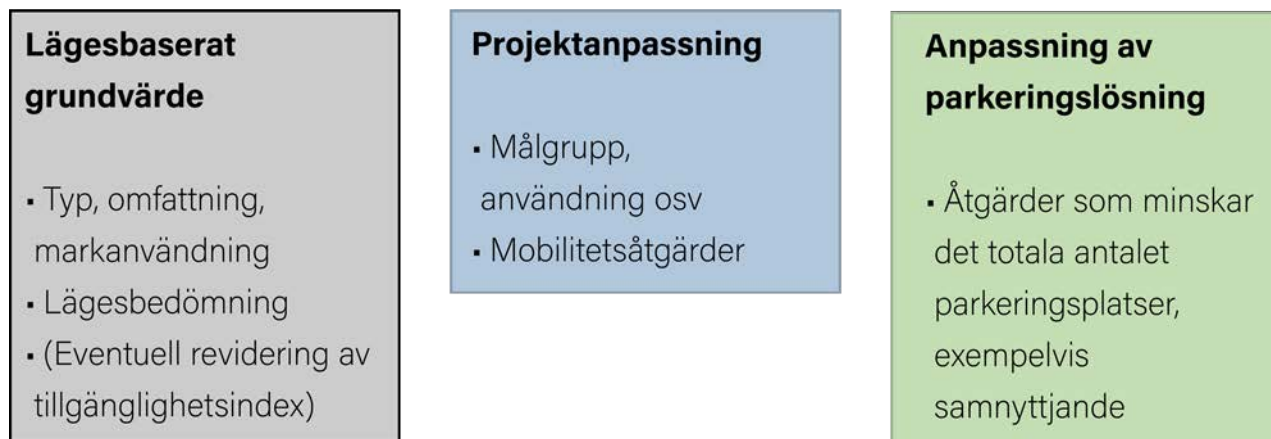 Lägesbaserat
grundvärde
▪ Typ, omfattning,
markanvändning
▪ Lägesbedömning
▪ (Eventuell revidering av
tillgänglighetsindex)
Projektanpassning
▪ Målgrupp,
användning osv
▪ Mobilitetsåtgärder
Anpassning av
parkeringslösning
▪ Åtgärder som minskar
det totala antalet
parkeringsplatser,
exempelvis
samnyttjande